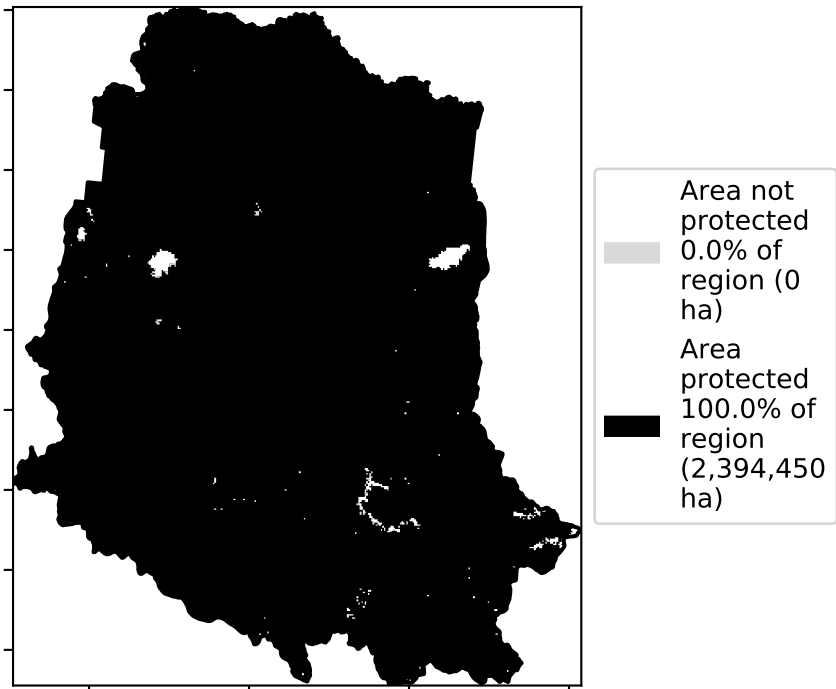 Area not
protected
0.0% of
region (0
ha)
Area
protected
100.0% of
region
(2,394,450
ha)